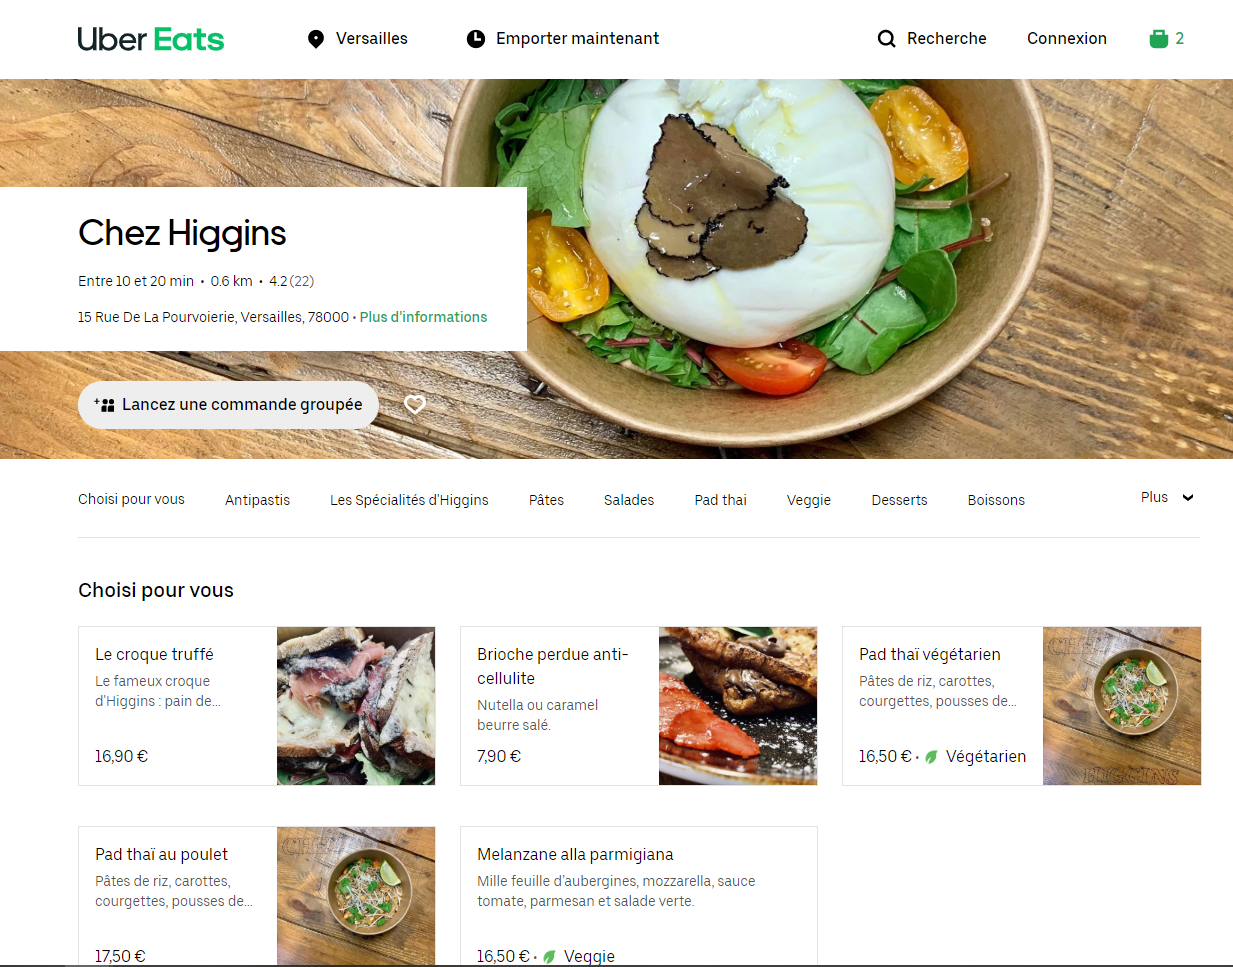 Uber Eats
Versailles
Emporter maintenant
Recherche
Connexion
2
Chez Higgins
Entre 10 et 20 min • 0.6 km • 4.2 (22)
15 Rue De La Pourvoierie, Versailles, 78000 • Plus d'informations
Lancez une commande groupée
Choisi pour vous
Antipastis
Les Spécialités d'Higgins
Pâtes
Salades
Pad thai
Veggie
Desserts
Boissons
Plus
Choisi pour vous
Le croque truffé
Le fameux croque
d'Higgins : pain de...
16,90 €
Brioche perdue anti-
cellulite
Nutella ou caramel
beurre salé.
7,90 €
Pad thaï végétarien
Pâtes de riz, carottes,
courgettes, pousses de...
16,50 € • Végétarien
HIGGINS
Pad thaï au poulet
Pâtes de riz, carottes,
courgettes, pousses de...
17,50 €
Melanzane alla parmigiana
Mille feuille d'aubergines, mozzarella, sauce
tomate, parmesan et salade verte.
16,50 € • Veggie